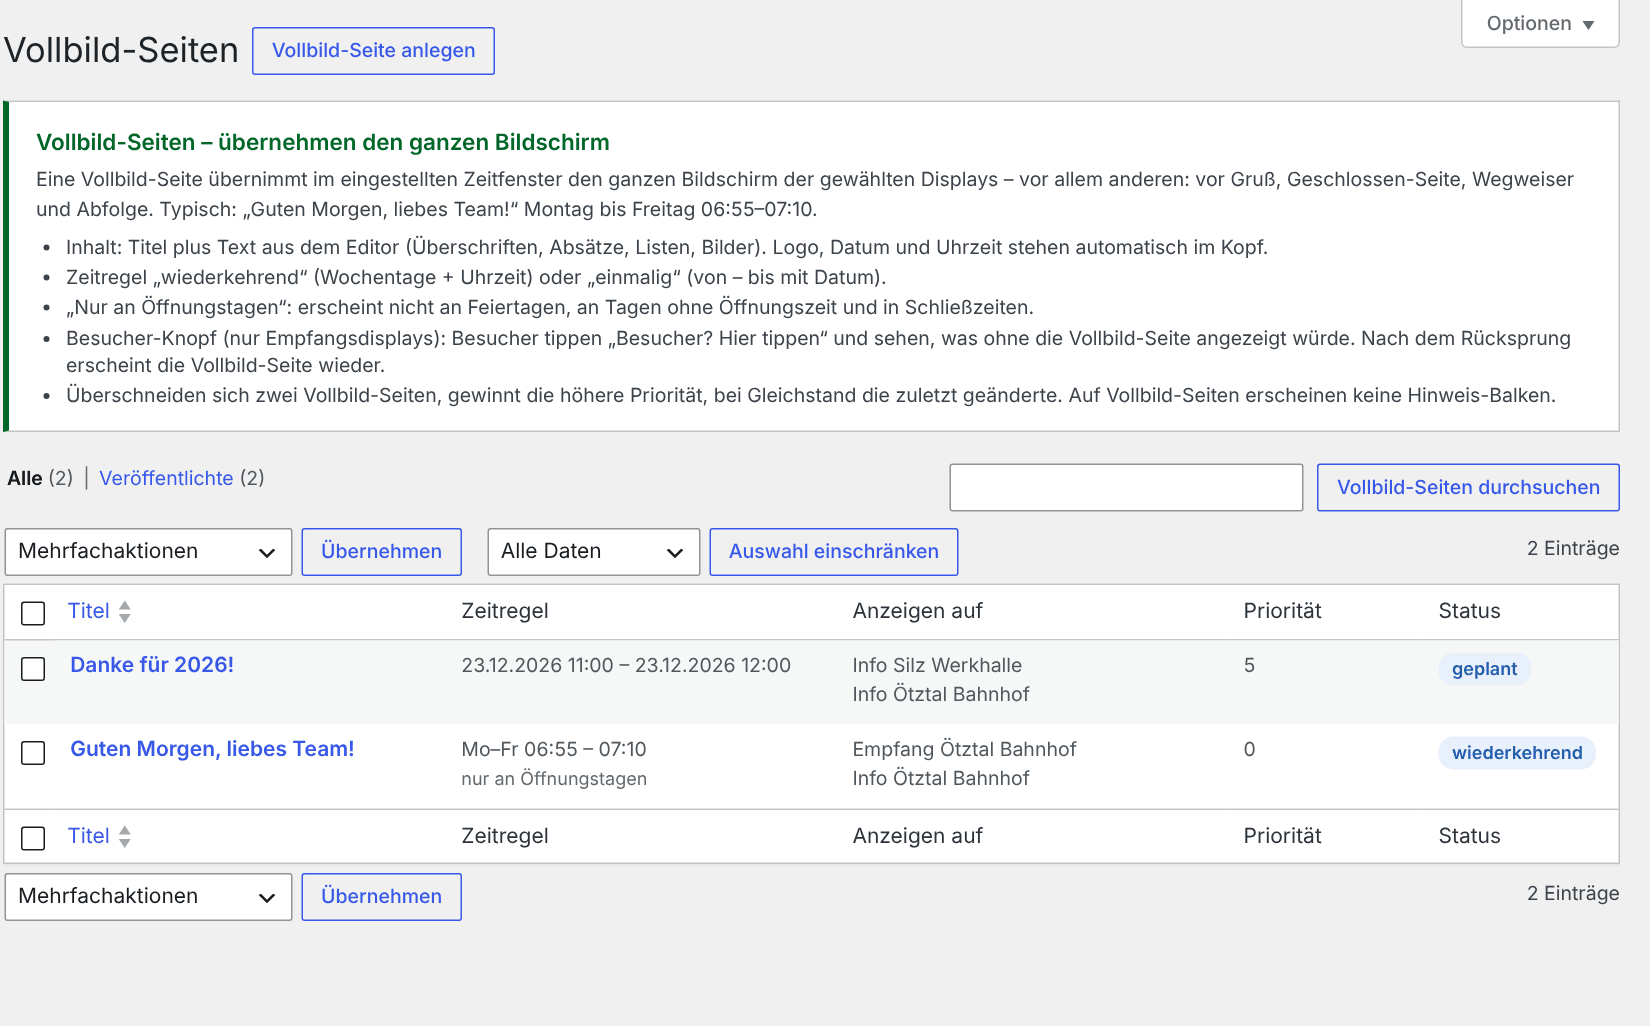 Optionen
Vollbild-Seiten
Vollbild-Seite anlegen
Vollbild-Seiten – übernehmen den ganzen Bildschirm
Eine Vollbild-Seite übernimmt im eingestellten Zeitfenster den ganzen Bildschirm der gewählten Displays – vor allem anderen: vor Gruß, Geschlossen-Seite, Wegweiser
und Abfolge. Typisch: „Guten Morgen, liebes Team!“ Montag bis Freitag 06:55–07:10.
• Inhalt: Titel plus Text aus dem Editor (Überschriften, Absätze, Listen, Bilder). Logo, Datum und Uhrzeit stehen automatisch im Kopf.
• Zeitregel „wiederkehrend“ (Wochentage + Uhrzeit) oder „einmalig“ (von – bis mit Datum).
• „Nur an Öffnungstagen“: erscheint nicht an Feiertagen, an Tagen ohne Öffnungszeit und in Schließzeiten.
• Besucher-Knopf (nur Empfangsdisplays): Besucher tippen „Besucher? Hier tippen“ und sehen, was ohne die Vollbild-Seite angezeigt würde. Nach dem Rücksprung
erscheint die Vollbild-Seite wieder.
• Überschneiden sich zwei Vollbild-Seiten, gewinnt die höhere Priorität, bei Gleichstand die zuletzt geänderte. Auf Vollbild-Seiten erscheinen keine Hinweis-Balken.
Alle (2) | Veröffentlichte (2)
Vollbild-Seiten durchsuchen
Mehrfachaktionen Übernehmen Alle Daten Auswahl einschränken 2 Einträge
Titel Zeitregel Anzeigen auf Priorität Status
Danke für 2026! 23.12.2026 11:00 – 23.12.2026 12:00 Info Silz Werkhalle 5 geplant
Info Ötztal Bahnhof
Guten Morgen, liebes Team! Mo–Fr 06:55 – 07:10 Empfang Ötztal Bahnhof 0 wiederkehrend
nur an Öffnungstagen Info Ötztal Bahnhof
Titel Zeitregel Anzeigen auf Priorität Status
Mehrfachaktionen Übernehmen 2 Einträge